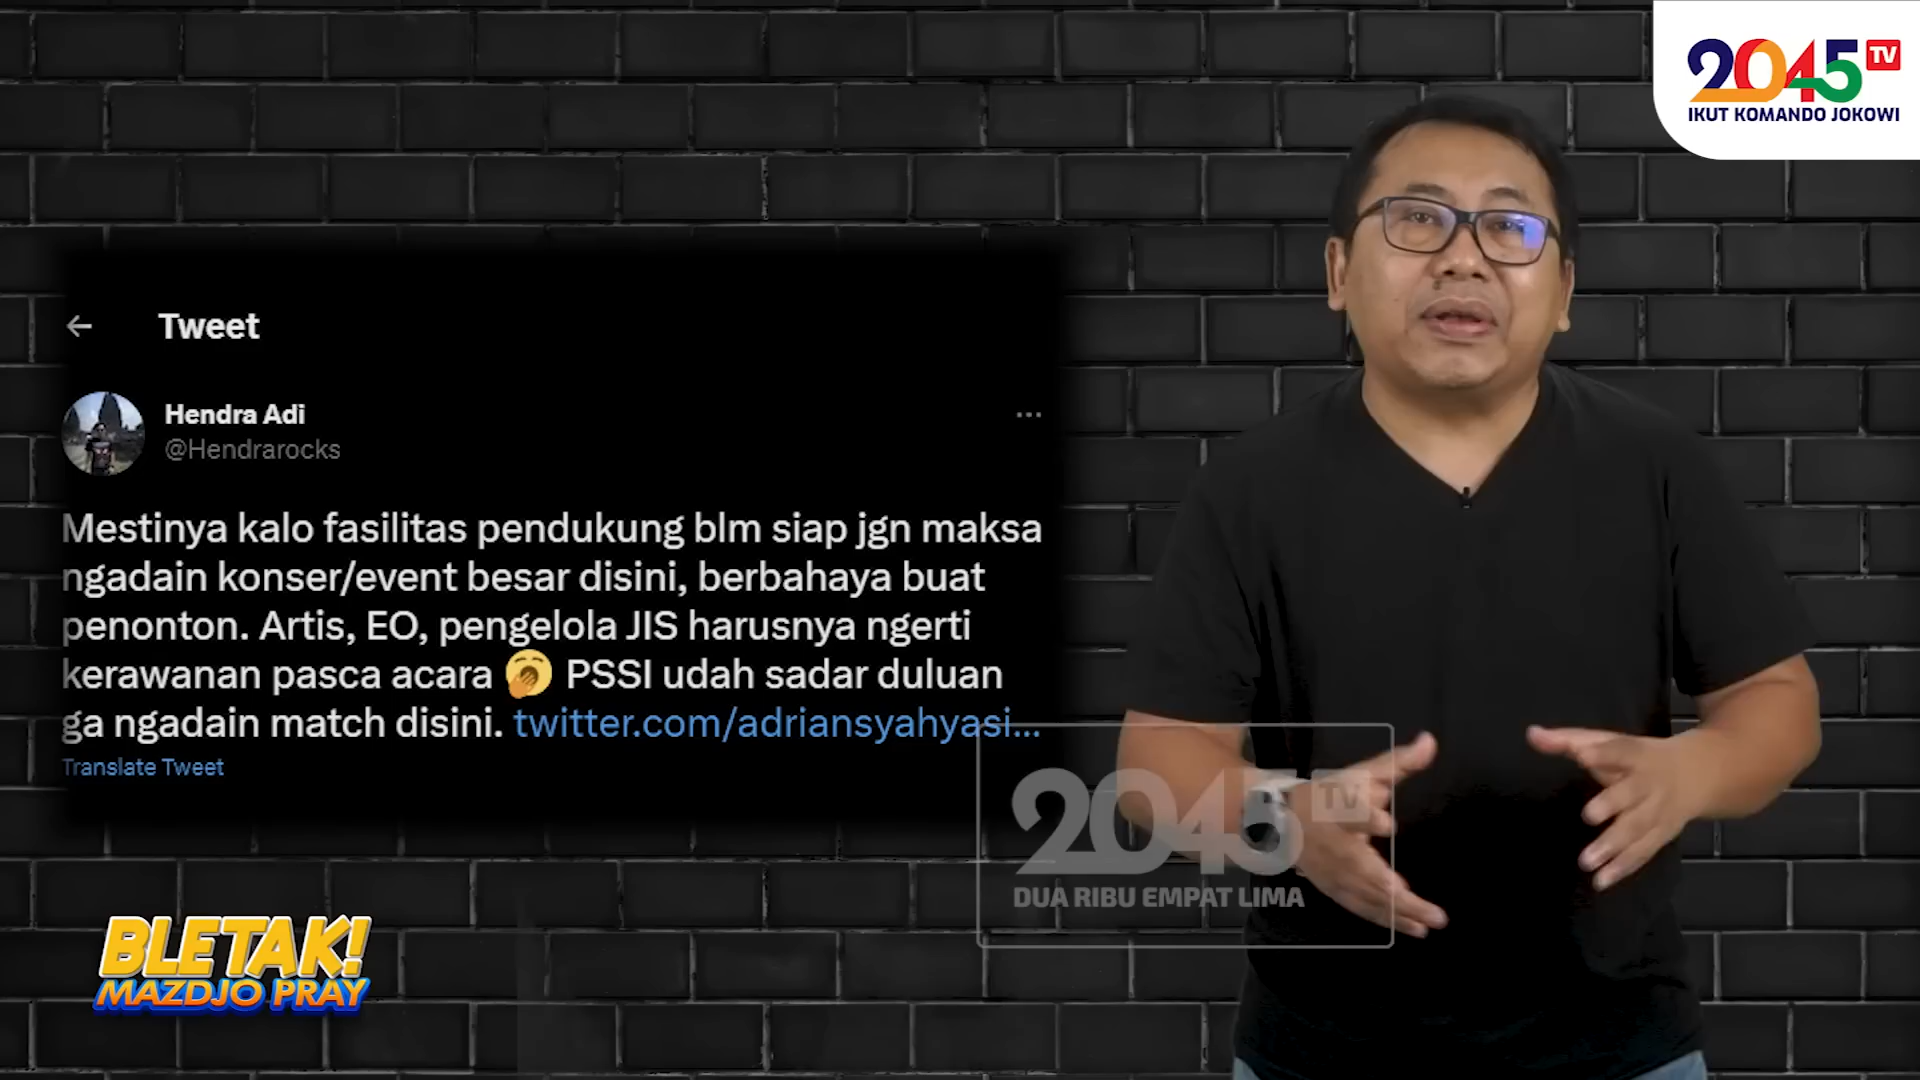 2045 TV
IKUT KOMANDO JOKOWI
Tweet
Hendra Adi
@Hendrarocks
Mestinya kalo fasilitas pendukung blm siap jgn maksa
ngadain konser/event besar disini, berbahaya buat
penonton. Artis, EO, pengelola JIS harusnya ngerti
kerawanan pasca acara 🥱 PSSI udah sadar duluan
ga ngadain match disini. twitter.com/adriansyahyasi...
Translate Tweet
2045 TV
DUA RIBU EMPAT LIMA
BLETAK!
MAZDJO PRAY